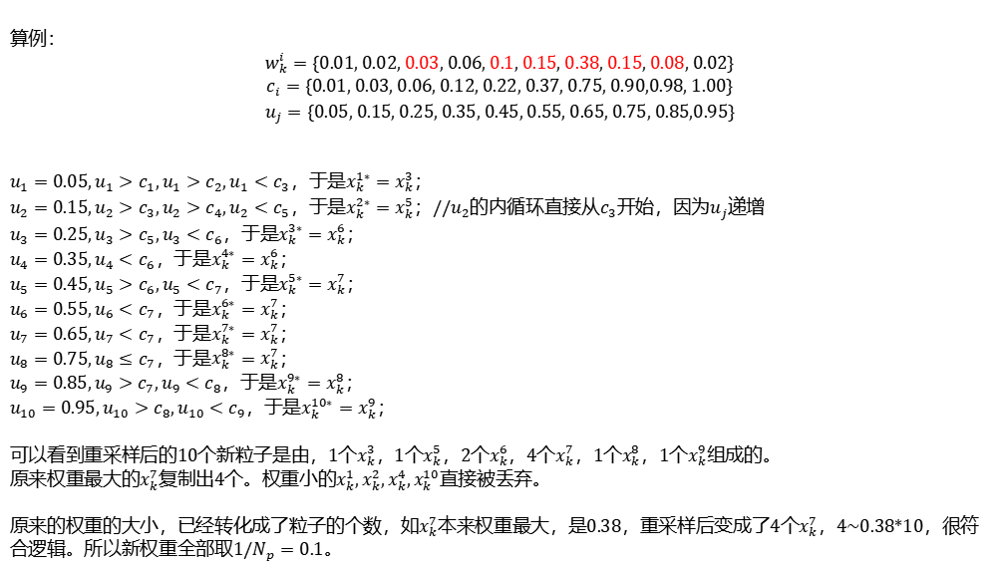 算例：
$w_k^i = \{0.01, 0.02, 0.03, 0.06, 0.1, 0.15, 0.38, 0.15, 0.08, 0.02\}$
$c_i = \{0.01, 0.03, 0.06, 0.12, 0.22, 0.37, 0.75, 0.90,0.98, 1.00\}$
$u_j = \{0.05, 0.15, 0.25, 0.35, 0.45, 0.55, 0.65, 0.75, 0.85,0.95\}$
$u_1 = 0.05, u_1 > c_1, u_1 > c_2, u_1 < c_3$，于是$x_k^{1*} = x_k^3$；
$u_2 = 0.15, u_2 > c_3, u_2 > c_4, u_2 < c_5$，于是$x_k^{2*} = x_k^5$；//$u_2$的内循环直接从$c_3$开始，因为$u_j$递增
$u_3 = 0.25, u_3 > c_5, u_3 < c_6$，于是$x_k^{3*} = x_k^6$；
$u_4 = 0.35, u_4 < c_6$，于是$x_k^{4*} = x_k^6$；
$u_5 = 0.45, u_5 > c_6, u_5 < c_7$，于是$x_k^{5*} = x_k^7$；
$u_6 = 0.55, u_6 < c_7$，于是$x_k^{6*} = x_k^7$；
$u_7 = 0.65, u_7 < c_7$，于是$x_k^{7*} = x_k^7$；
$u_8 = 0.75, u_8 \leq c_7$，于是$x_k^{8*} = x_k^7$；
$u_9 = 0.85, u_9 > c_7, u_9 < c_8$，于是$x_k^{9*} = x_k^8$；
$u_{10} = 0.95, u_{10} > c_8, u_{10} < c_9$，于是$x_k^{10*} = x_k^9$；
可以看到重采样后的10个新粒子是由，1个$x_k^3$，1个$x_k^5$，2个$x_k^6$，4个$x_k^7$，1个$x_k^8$，1个$x_k^9$组成的。
原来权重最大的$x_k^7$复制出4个。权重小的$x_k^1, x_k^2, x_k^4, x_k^{10}$直接被丢弃。
原来的权重的大小，已经转化成了粒子的个数，如$x_k^7$本来权重最大，是0.38，重采样后变成了4个$x_k^7$，4~0.38*10，很符
合逻辑。所以新权重全部取$1/N_p = 0.1$。